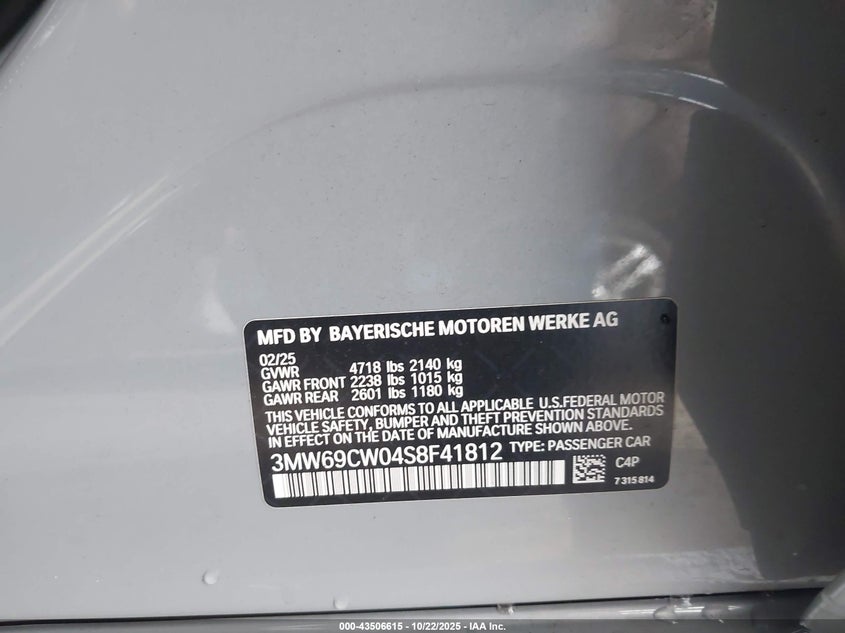 MFD BY BAYERISCHE MOTOREN WERKE AG
02/25
GVWR 4718 lbs 2140 kg
GAWR FRONT 2238 lbs 1015 kg
GAWR REAR 2601 lbs 1180 kg
THIS VEHICLE CONFORMS TO ALL APPLICABLE U.S.FEDERAL MOTOR
VEHICLE SAFETY, BUMPER AND THEFT PREVENTION STANDARDS
IN EFFECT ON THE DATE OF MANUFACTURE SHOWN ABOVE.
3MW69CW04S8F41812 TYPE: PASSENGER CAR
C4P
7 315 814
000-43506615 - 10/22/2025 - IAA Inc.